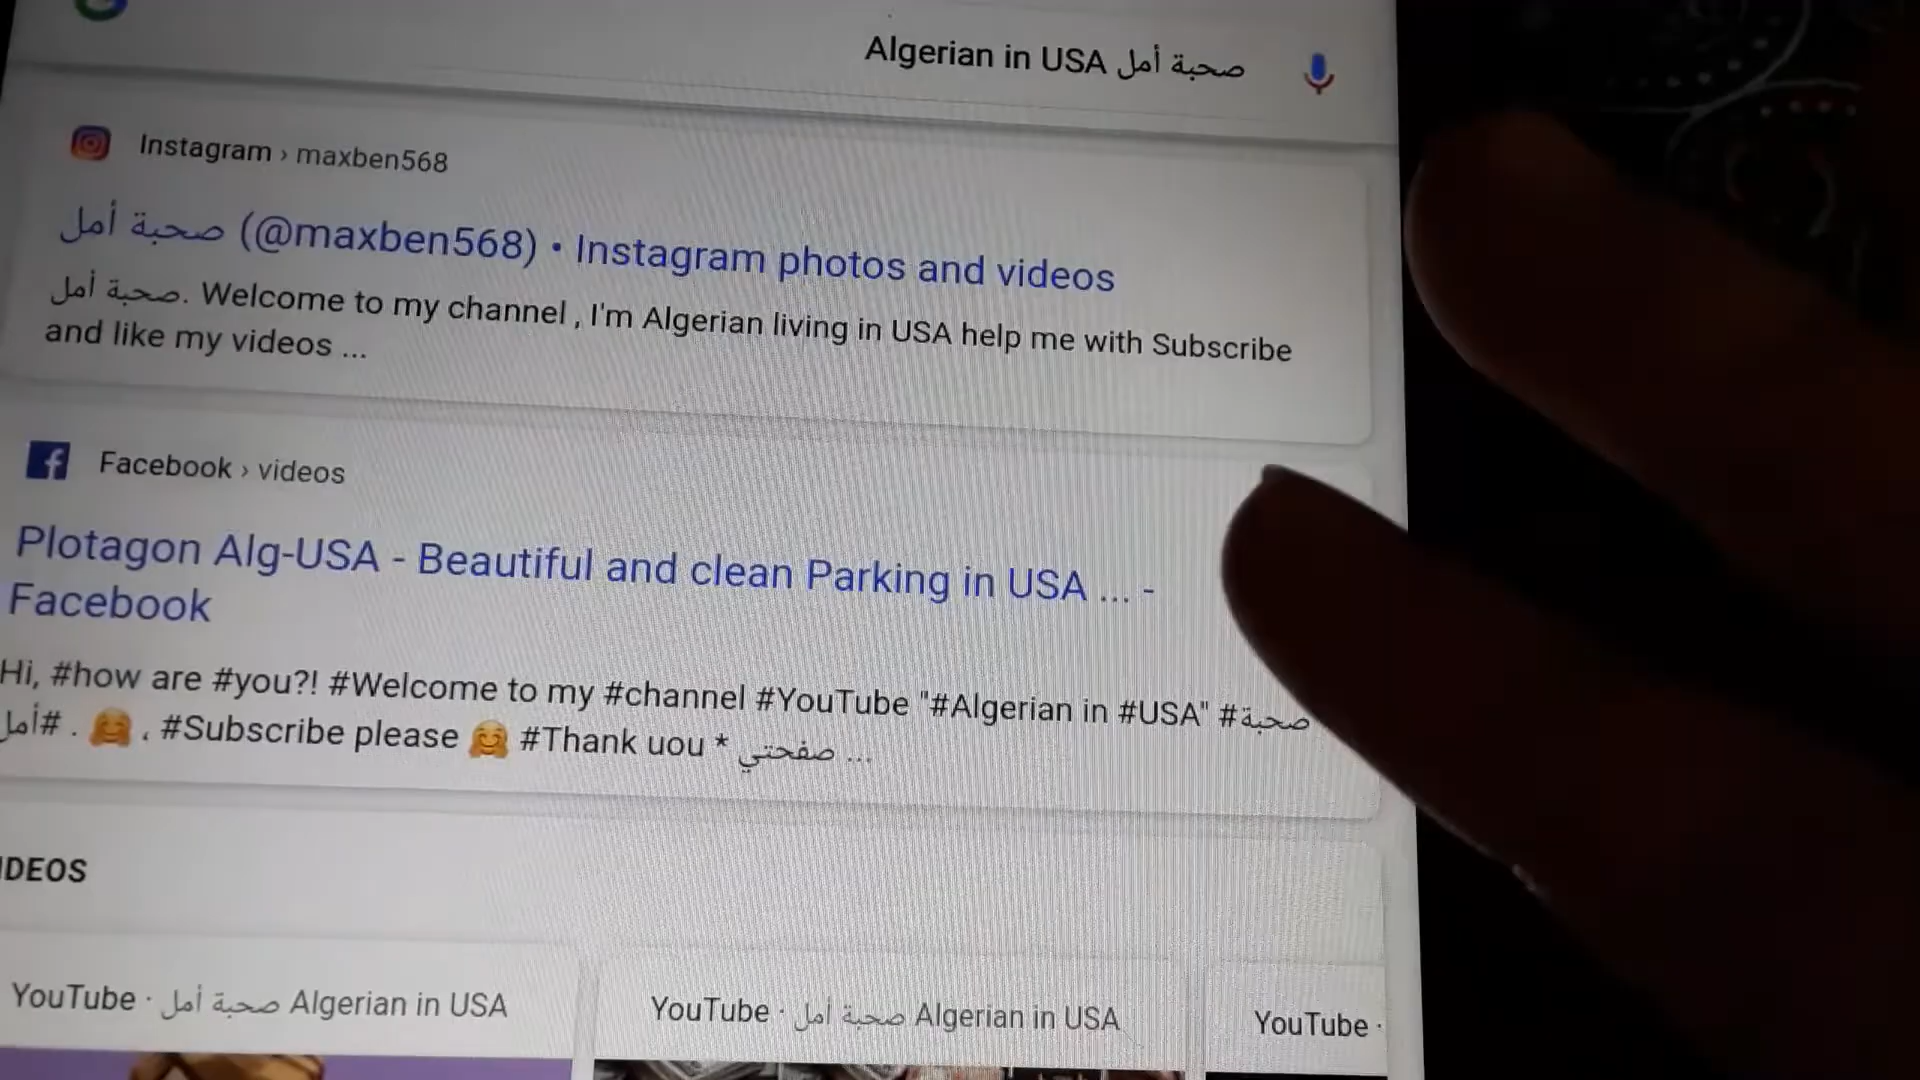 Algerian in USA صحبة أمل
Instagram › maxben568
صحبة أمل (@maxben568) • Instagram photos and videos
صحبة أمل. Welcome to my channel , I'm Algerian living in USA help me with Subscribe
and like my videos ...
Facebook › videos
Plotagon Alg-USA - Beautiful and clean Parking in USA ... -
Facebook
Hi, #how are #you?! #Welcome to my #channel #YouTube "#Algerian in #USA" #صحبة
#أمل . 🤗 . #Subscribe please 🤗 #Thank uou * صفحتي ...
IDEOS
YouTube · صحبة أمل Algerian in USA
YouTube · صحبة أمل Algerian in USA
YouTube ·